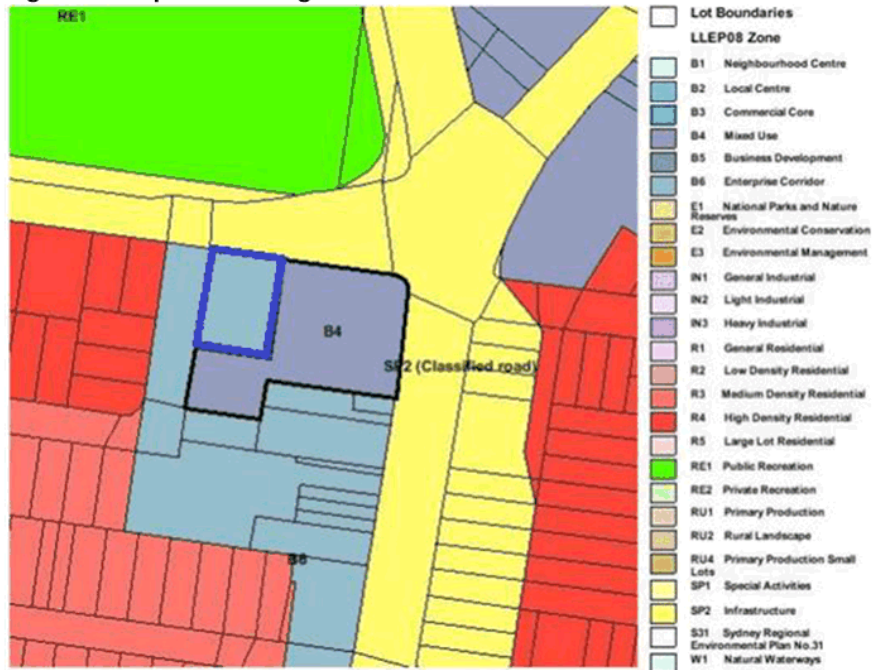 RE1
B4
SP2 (Classified road)
B6
Lot Boundaries
LLEP08 Zone
B1 Neighbourhood Centre
B2 Local Centre
B3 Commercial Core
B4 Mixed Use
B5 Business Development
B6 Enterprise Corridor
E1 National Parks and Nature
Reserves
E2 Environmental Conservation
E3 Environmental Management
IN1 General Industrial
IN2 Light Industrial
IN3 Heavy Industrial
R1 General Residential
R2 Low Density Residential
R3 Medium Density Residential
R4 High Density Residential
R5 Large Lot Residential
RE1 Public Recreation
RE2 Private Recreation
RU1 Primary Production
RU2 Rural Landscape
RU4 Primary Production Small
Lots
SP1 Special Activities
SP2 Infrastructure
S31 Sydney Regional
Environmental Plan No.31
W1 Natural Waterways